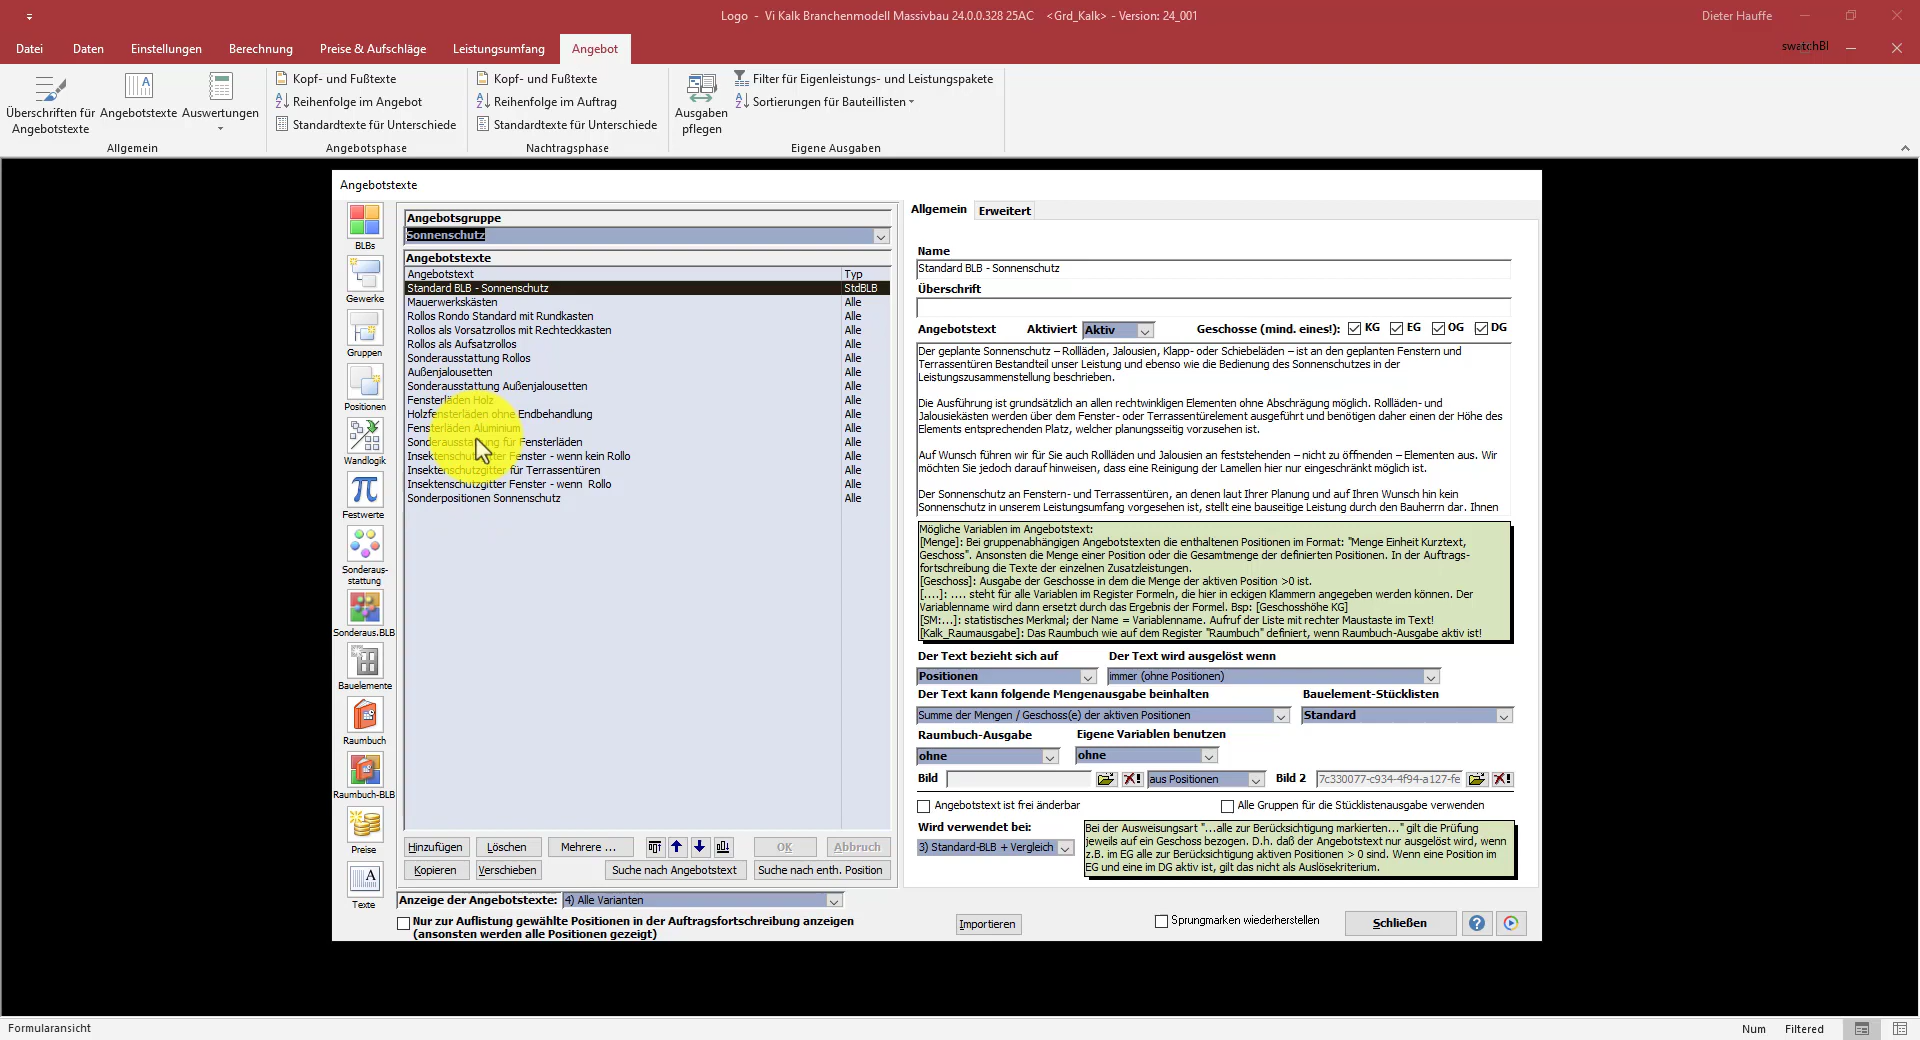 Logo - Vi Kalk Branchenmodell Massivbau 24.0.0.328 25AC <Grd_Kalk> - Version: 24_001
Dieter Hauffe
Datei Daten Einstellungen Berechnung Preise & Aufschläge Leistungsumfang Angebot
swatchBl
Überschriften für Angebotstexte
Angebotstexte
Auswertungen
Allgemein
Kopf- und Fußtexte
Reihenfolge im Angebot
Standardtexte für Unterschiede
Angebotsphase
Kopf- und Fußtexte
Reihenfolge im Auftrag
Standardtexte für Unterschiede
Nachtragsphase
Ausgaben pflegen
Filter für Eigenleistungs- und Leistungspakete
Sortierungen für Bauteillisten
Eigene Ausgaben
Angebotstexte
BLBs
Gewerke
Gruppen
Positionen
Wandlogik
Festwerte
Sonderaus-
stattung
Sonderaus.BLB
Bauelemente
Raumbuch
Raumbuch-BLB
Preise
Texte
Angebotsgruppe
Sonnenschutz
Angebotstexte
Angebotstext Typ
Standard BLB - Sonnenschutz StdBLB
Mauerwerkskästen Alle
Rollos Rondo Standard mit Rundkasten Alle
Rollos als Vorsatzrollos mit Rechteckkasten Alle
Rollos als Aufsatzrollos Alle
Sonderausstattung Rollos Alle
Außenjalousetten Alle
Sonderausstattung Außenjalousetten Alle
Fensterläden Holz Alle
Holzfensterläden ohne Endbehandlung Alle
Fensterläden Aluminium Alle
Sonderausstattung für Fensterläden Alle
Insektenschutzgitter Fenster - wenn kein Rollo Alle
Insektenschutzgitter für Terrassentüren Alle
Insektenschutzgitter Fenster - wenn Rollo Alle
Sonderpositionen Sonnenschutz Alle
Hinzufügen Löschen Mehrere ... OK Abbruch
Kopieren Verschieben Suche nach Angebotstext Suche nach enth. Position
Anzeige der Angebotstexte: 4) Alle Varianten
Nur zur Auflistung gewählte Positionen in der Auftragsfortschreibung anzeigen
(ansonsten werden alle Positionen gezeigt)
Importieren
Sprungmarken wiederherstellen
Schließen
Allgemein Erweitert
Name
Standard BLB - Sonnenschutz
Überschrift
Angebotstext Aktiviert Aktiv Geschosse (mind. eines!): KG EG OG DG
Der geplante Sonnenschutz – Rollläden, Jalousien, Klapp- oder Schiebeläden – ist an den geplanten Fenstern und
Terrassentüren Bestandteil unser Leistung und ebenso wie die Bedienung des Sonnenschutzes in der
Leistungszusammenstellung beschrieben.
Die Ausführung ist grundsätzlich an allen rechtwinkligen Elementen ohne Abschrägung möglich. Rollläden- und
Jalousiekästen werden über dem Fenster- oder Terrassentürelement ausgeführt und benötigen daher einen der Höhe des
Elements entsprechenden Platz, welcher planungsseitig vorzusehen ist.
Auf Wunsch führen wir für Sie auch Rollläden und Jalousien an feststehenden – nicht zu öffnenden – Elementen aus. Wir
möchten Sie jedoch darauf hinweisen, dass eine Reinigung der Lamellen hier nur eingeschränkt möglich ist.
Der Sonnenschutz an Fenstern- und Terrassentüren, an denen laut Ihrer Planung und auf Ihren Wunsch hin kein
Sonnenschutz in unserem Leistungsumfang vorgesehen ist, stellt eine bauseitige Leistung durch den Bauherrn dar. Ihnen
Mögliche Variablen im Angebotstext:
[Menge]: Bei gruppenabhängigen Angebotstexten die enthaltenen Positionen im Format: "Menge Einheit Kurztext,
Geschoss". Ansonsten die Menge einer Position oder die Gesamtmenge der definierten Positionen. In der Auftrags-
fortschreibung die Texte der einzelnen Zusatzleistungen.
[Geschoss]: Ausgabe der Geschosse in dem die Menge der aktiven Position >0 ist.
[....]: .... steht für alle Variablen im Register Formeln, die hier in eckigen Klammern angegeben werden können. Der
Variablenname wird dann ersetzt durch das Ergebnis der Formel. Bsp: [Geschosshöhe KG]
[SM:...]: statistisches Merkmal; der Name = Variablenname. Aufruf der Liste mit rechter Maustaste im Text!
[Kalk_Raumausgabe]: Das Raumbuch wie auf dem Register "Raumbuch" definiert, wenn Raumbuch-Ausgabe aktiv ist!
Der Text bezieht sich auf Der Text wird ausgelöst wenn
Positionen immer (ohne Positionen)
Der Text kann folgende Mengenausgabe beinhalten Bauelement-Stücklisten
Summe der Mengen / Geschoss(e) der aktiven Positionen Standard
Raumbuch-Ausgabe Eigene Variablen benutzen
ohne ohne
Bild aus Positionen Bild 2 7c330077-c934-4f94-a127-fe
Angebotstext ist frei änderbar Alle Gruppen für die Stücklistenausgabe verwenden
Wird verwendet bei:
3) Standard-BLB + Vergleich
Bei der Ausweisungsart "...alle zur Berücksichtigung markierten..." gilt die Prüfung
jeweils auf ein Geschoss bezogen. D.h. daß der Angebotstext nur ausgelöst wird, wenn
z.B. im EG alle zur Berücksichtigung aktiven Positionen > 0 sind. Wenn eine Position im
EG und eine im DG aktiv ist, gilt das nicht als Auslösekriterium.
Formularansicht
Num Filtered